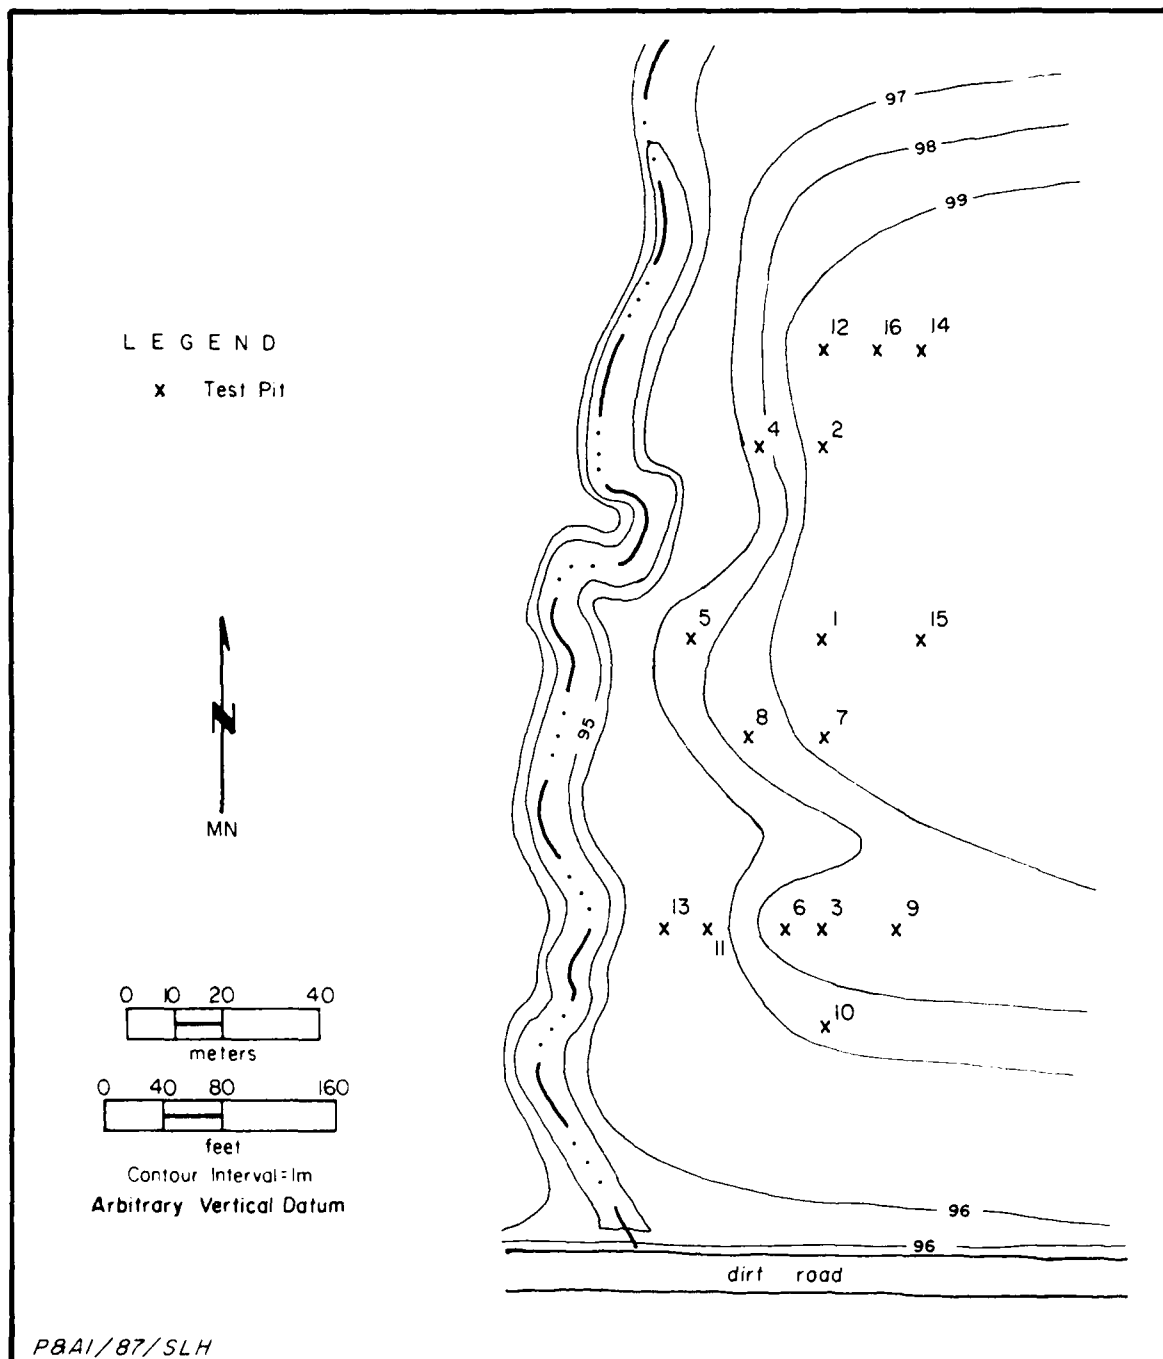 97
98
99
LEGEND
12 16 14
x Test Pit
4 2
5 1 15
95
8 7
N
MN
13 11 6 3 9
0 10 20 40
10
meters
0 40 80 160
feet
Contour Interval=1m
Arbitrary Vertical Datum
96
96
dirt road
P&AI/87/SLH